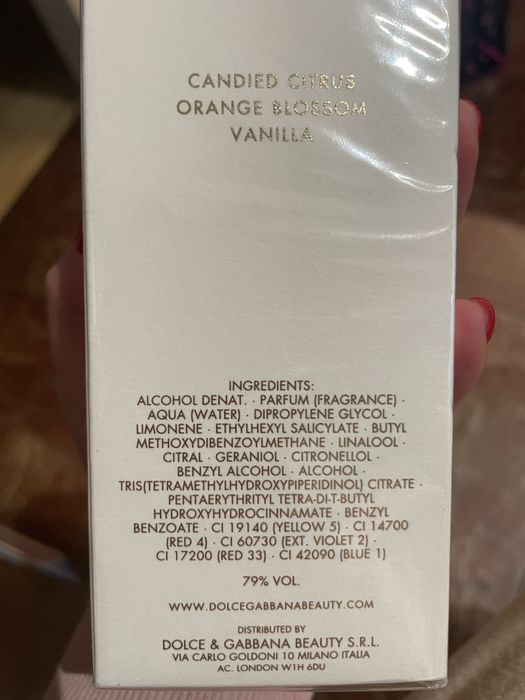 CANDIED CITRUS
ORANGE BLOSSOM
VANILLA
INGREDIENTS:
ALCOHOL DENAT. · PARFUM (FRAGRANCE) ·
AQUA (WATER) · DIPROPYLENE GLYCOL ·
LIMONENE · ETHYLHEXYL SALICYLATE · BUTYL
METHOXYDIBENZOYLMETHANE · LINALOOL ·
CITRAL · GERANIOL · CITRONELLOL ·
BENZYL ALCOHOL · ALCOHOL ·
TRIS(TETRAMETHYLHYDROXYPIPERIDINOL) CITRATE ·
PENTAERYTHRITYL TETRA-DI-T-BUTYL
HYDROXYHYDROCINNAMATE · BENZYL
BENZOATE · CI 19140 (YELLOW 5) · CI 14700
(RED 4) · CI 60730 (EXT. VIOLET 2) ·
CI 17200 (RED 33) · CI 42090 (BLUE 1)
79% VOL.
WWW.DOLCEGABBANABEAUTY.COM
DISTRIBUTED BY
DOLCE & GABBANA BEAUTY S.R.L.
VIA CARLO GOLDONI 10 MILANO ITALIA
AC. LONDON W1H 6DU